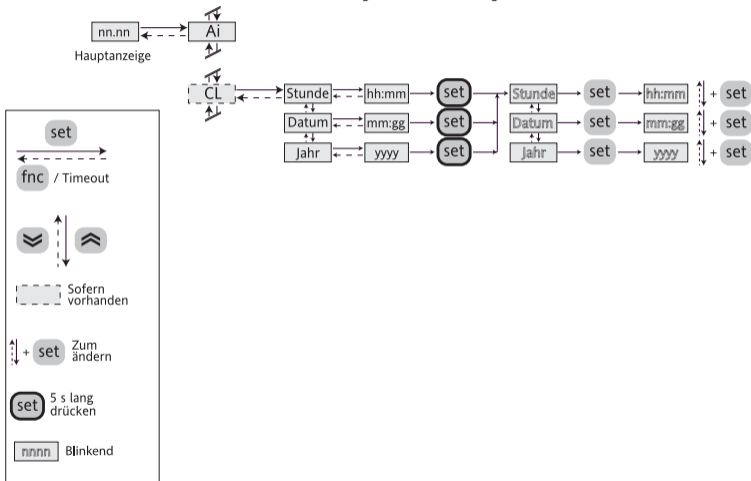 nn.nn
Ai
Hauptanzeige
CL
Stunde hh:mm set Stunde set hh:mm + set
Datum mm:gg set Datum set mm:gg + set
Jahr yyyy set Jahr set yyyy + set
set
fnc / Timeout
Sofern
vorhanden
+ set Zum
ändern
set 5 s lang
drücken
nnnn Blinkend